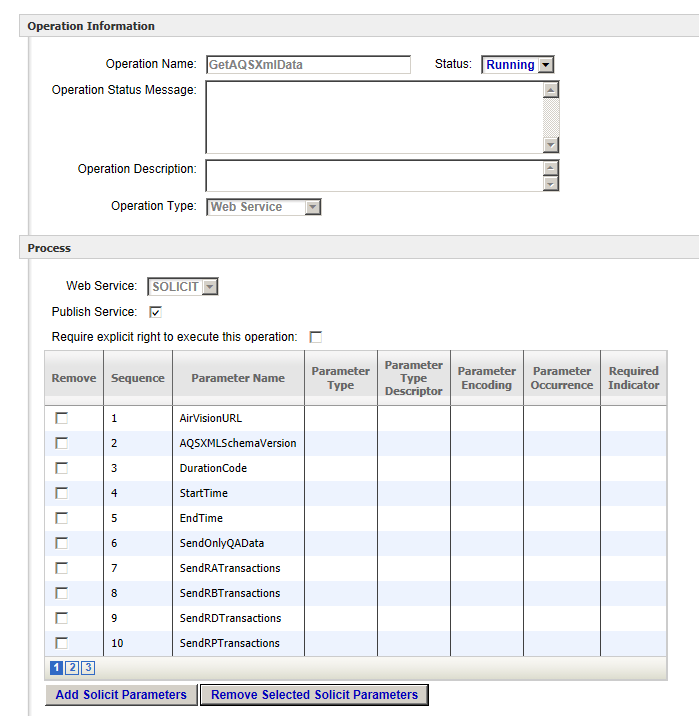 Operation Information
Operation Name: GetAQSXmlData Status: Running
Operation Status Message:
Operation Description:
Operation Type: Web Service
Process
Web Service: SOLICIT
Publish Service:
Require explicit right to execute this operation:
Remove Sequence Parameter Name Parameter Type Parameter Type Descriptor Parameter Encoding Parameter Occurrence Required Indicator
1 AirVisionURL
2 AQSXMLSchemaVersion
3 DurationCode
4 StartTime
5 EndTime
6 SendOnlyQAData
7 SendRATransactions
8 SendRBTransactions
9 SendRDTransactions
10 SendRPTransactions
1 2 3
Add Solicit Parameters Remove Selected Solicit Parameters